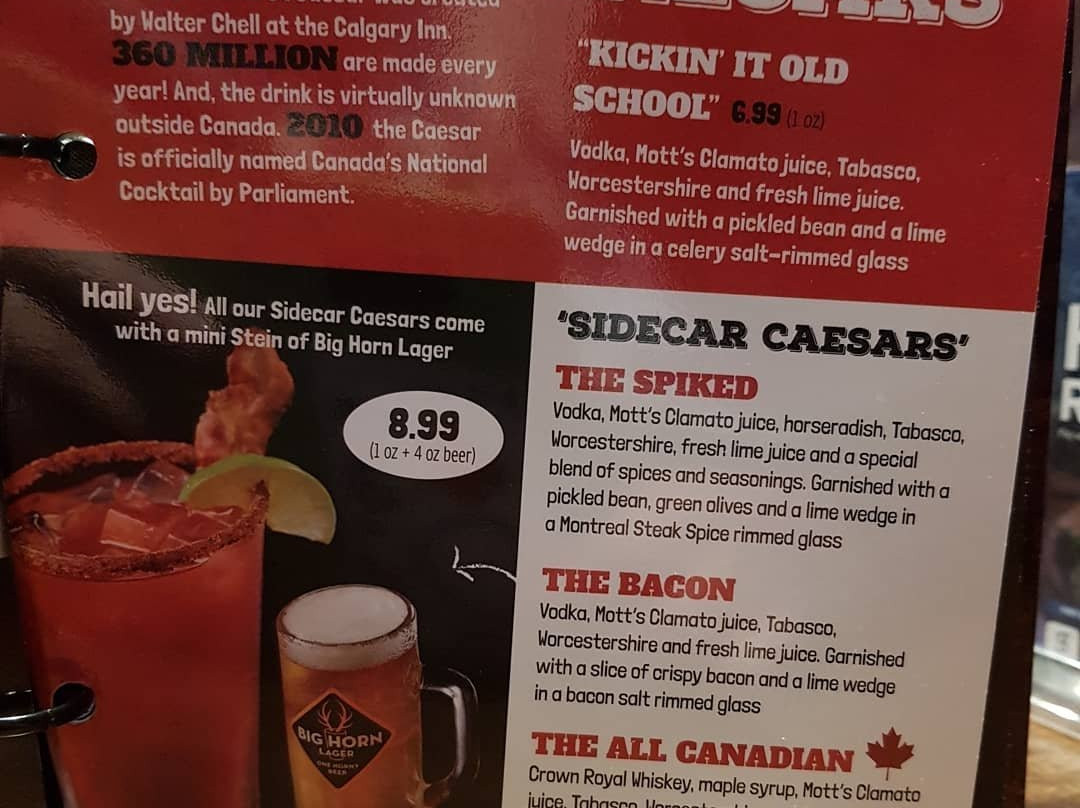 by Walter Chell at the Calgary Inn.
360 MILLION are made every
year! And, the drink is virtually unknown
outside Canada. 2010 the Caesar
is officially named Canada's National
Cocktail by Parliament.
"KICKIN' IT OLD
SCHOOL" 6.99 (1 oz)
Vodka, Mott's Clamato juice, Tabasco,
Worcestershire and fresh lime juice.
Garnished with a pickled bean and a lime
wedge in a celery salt-rimmed glass
Hail yes! All our Sidecar Caesars come
with a mini Stein of Big Horn Lager
8.99
(1 oz + 4 oz beer)
BIG HORN
LAGER
ONE HORNY
BEER
'SIDECAR CAESARS'
THE SPIKED
Vodka, Mott's Clamato juice, horseradish, Tabasco,
Worcestershire, fresh lime juice and a special
blend of spices and seasonings. Garnished with a
pickled bean, green olives and a lime wedge in
a Montreal Steak Spice rimmed glass
THE BACON
Vodka, Mott's Clamato juice, Tabasco,
Worcestershire and fresh lime juice. Garnished
with a slice of crispy bacon and a lime wedge
in a bacon salt rimmed glass
THE ALL CANADIAN
Crown Royal Whiskey, maple syrup, Mott's Clamato
juice, Tabasco,